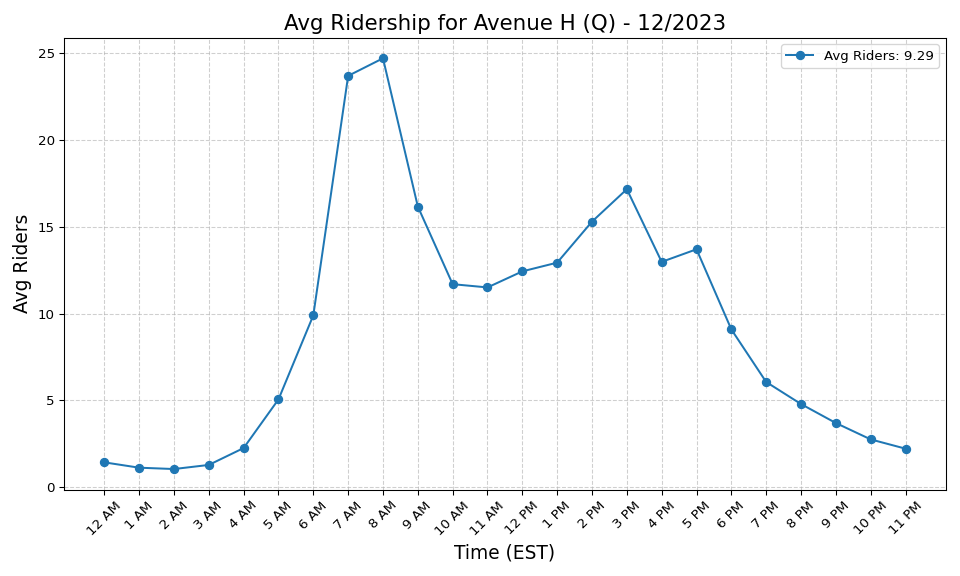 Avg Ridership for Avenue H (Q) - 12/2023
Avg Riders: 9.29
Avg Riders
25
20
15
10
5
0
12 AM
1 AM
2 AM
3 AM
4 AM
5 AM
6 AM
7 AM
8 AM
9 AM
10 AM
11 AM
12 PM
1 PM
2 PM
3 PM
4 PM
5 PM
6 PM
7 PM
8 PM
9 PM
10 PM
11 PM
Time (EST)